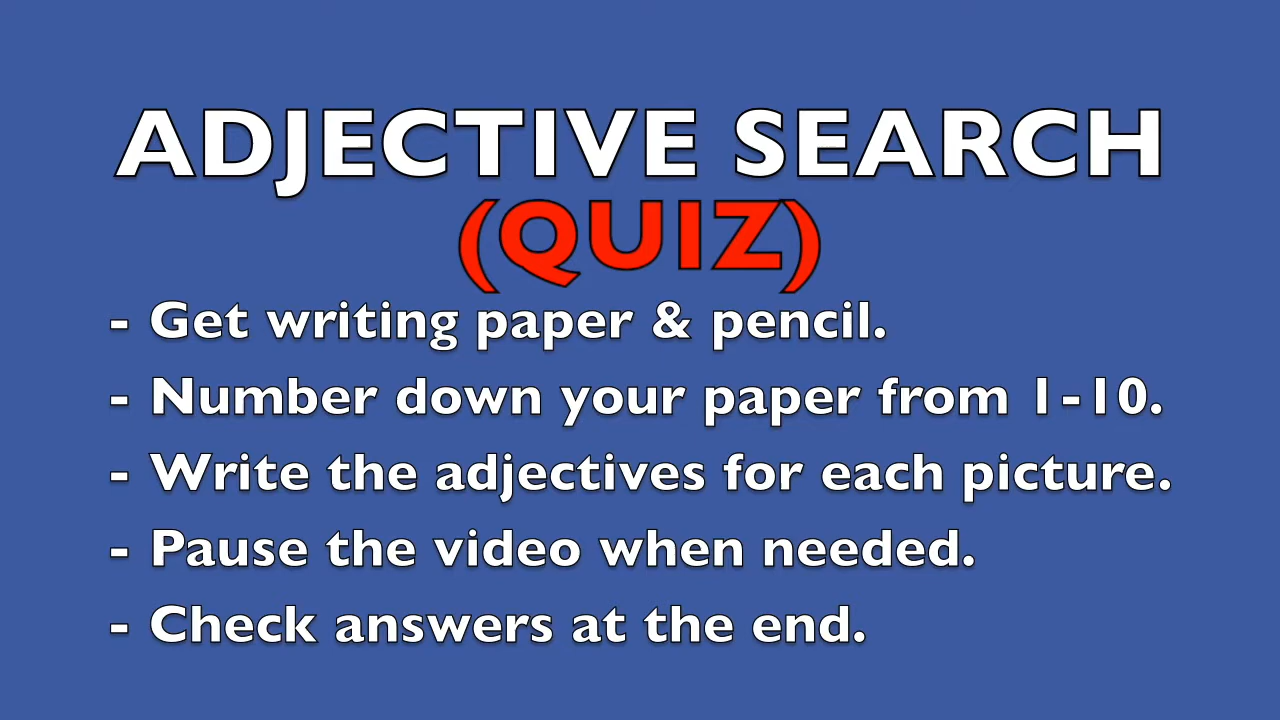 ADJECTIVE SEARCH
(QUIZ)
- Get writing paper & pencil.
- Number down your paper from 1-10.
- Write the adjectives for each picture.
- Pause the video when needed.
- Check answers at the end.